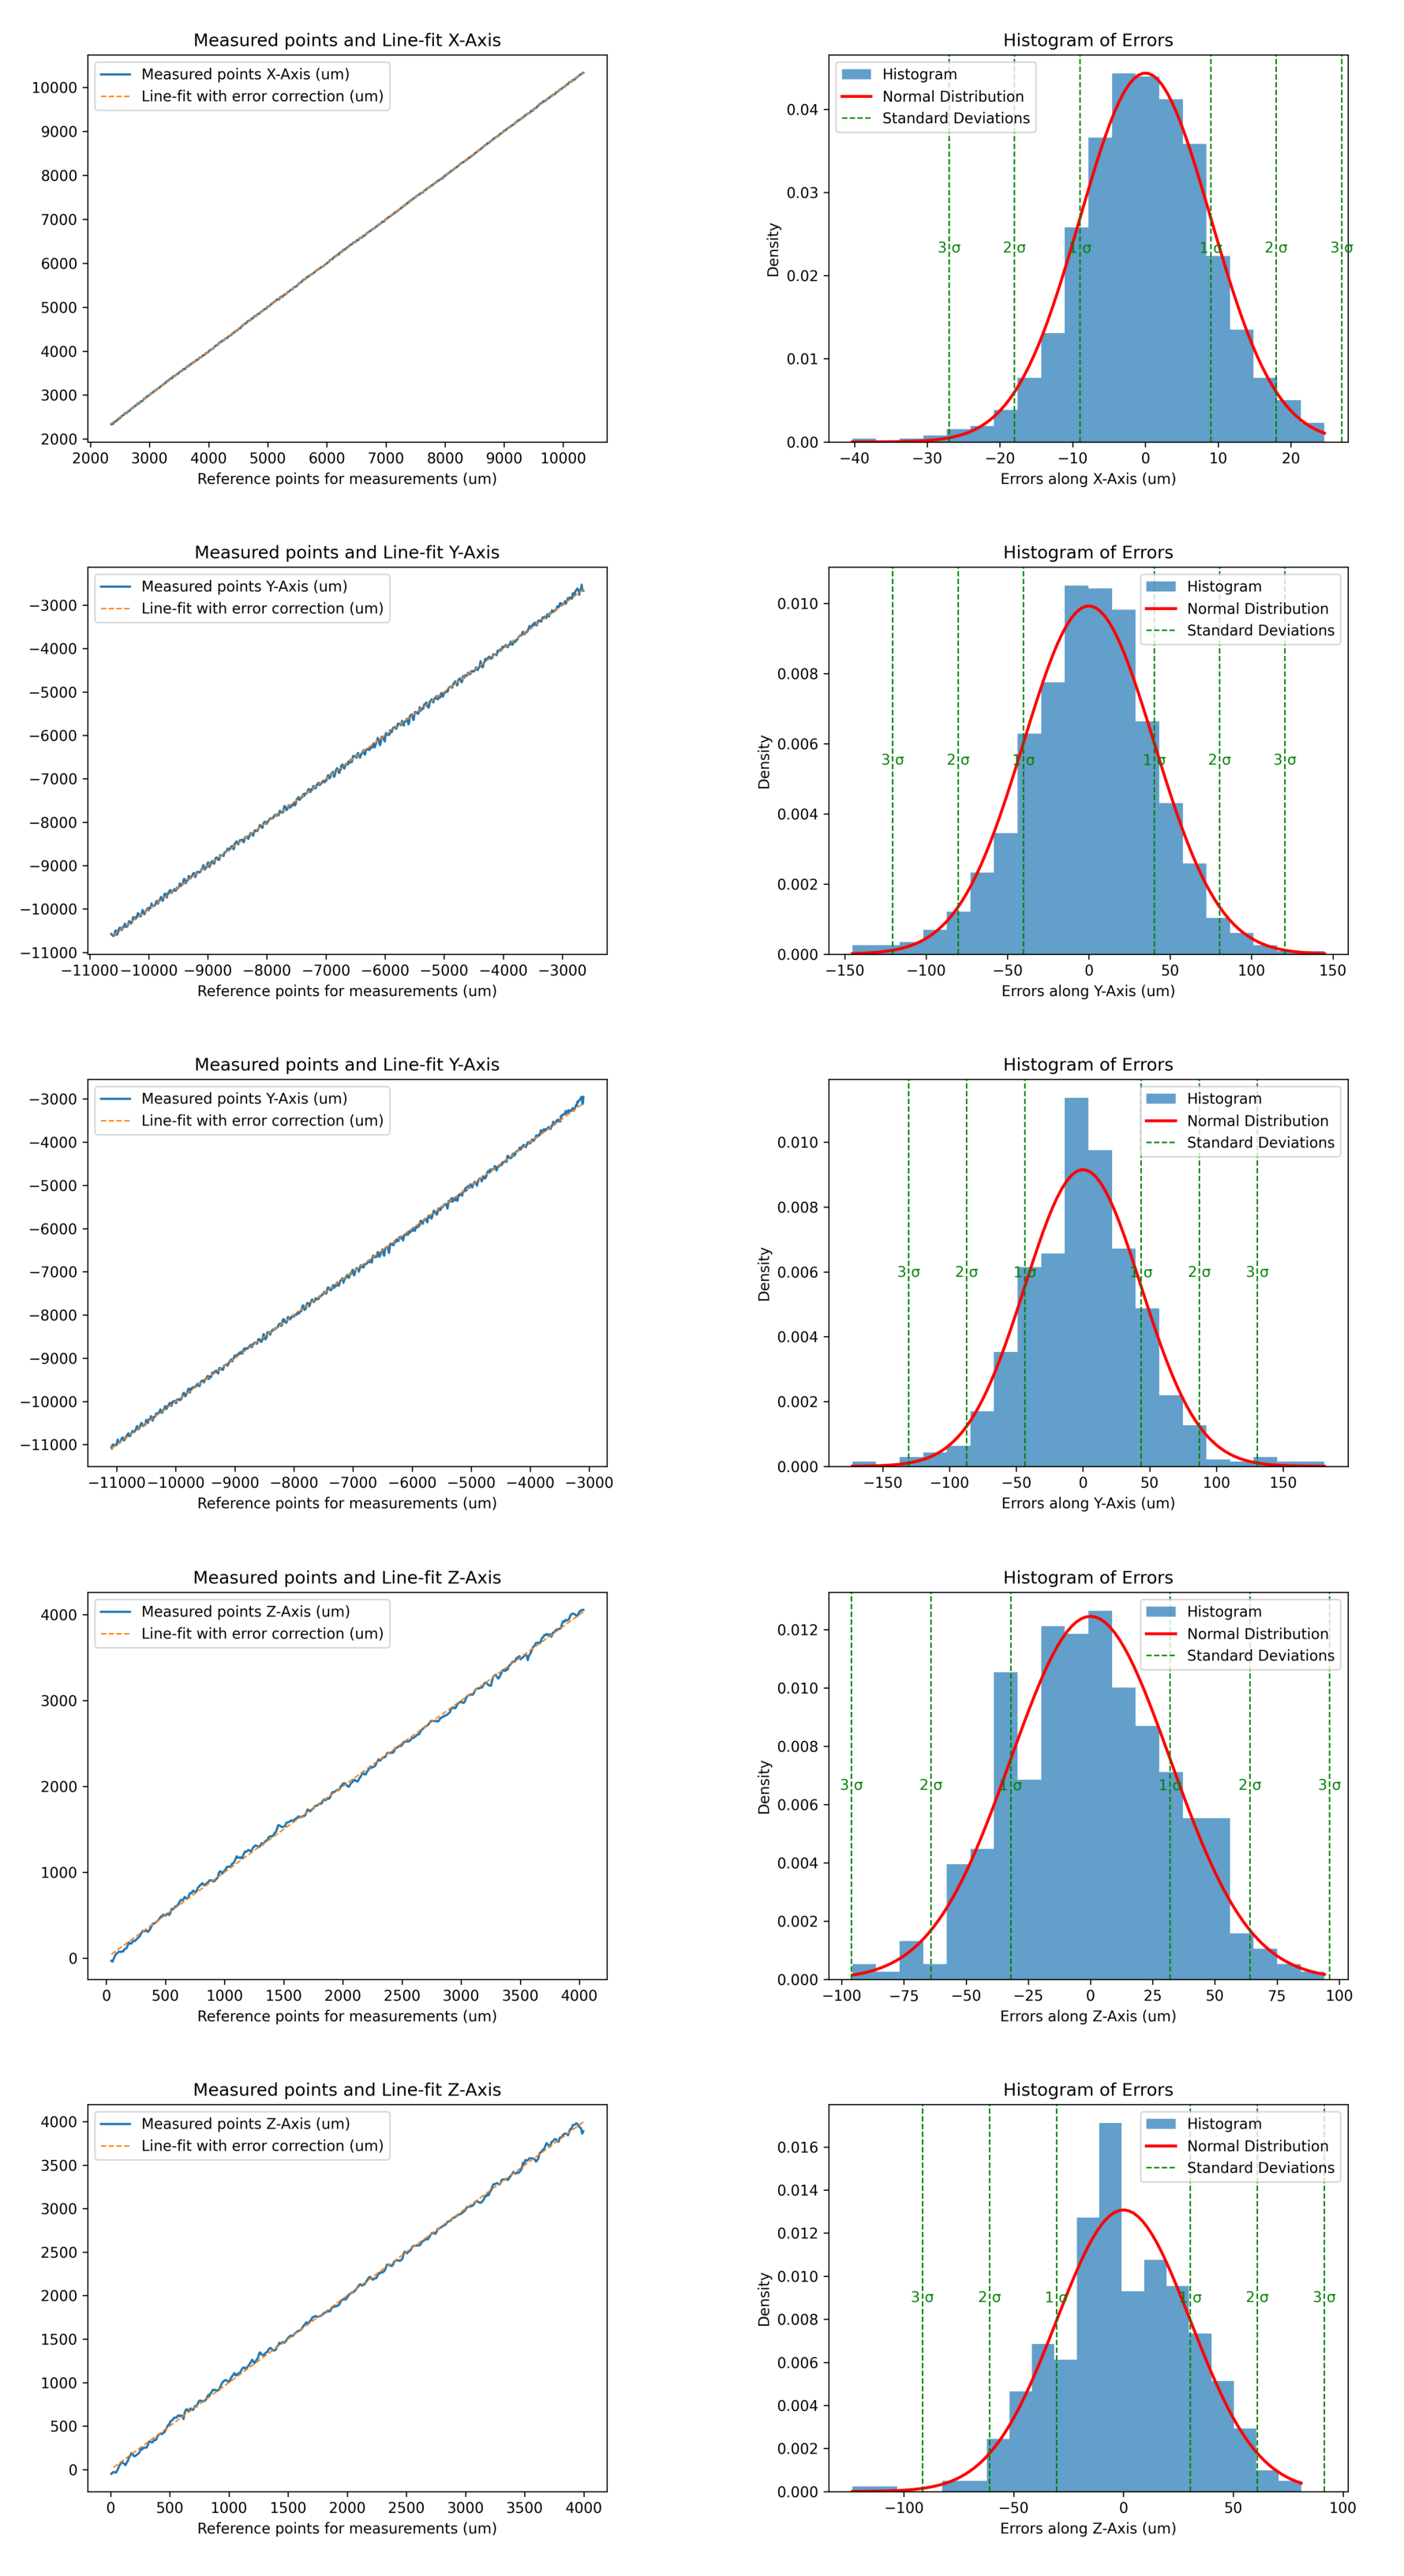 Measured points and Line-fit X-Axis
Measured points X-Axis (um)
Line-fit with error correction (um)
10000
9000
8000
7000
6000
5000
4000
3000
2000
2000 3000 4000 5000 6000 7000 8000 9000 10000
Reference points for measurements (um)
Histogram of Errors
Histogram
Normal Distribution
Standard Deviations
0.04
0.03
0.02
0.01
0.00
Density
3 σ 2 σ 1 σ 1 σ 2 σ 3 σ
−40 −30 −20 −10 0 10 20
Errors along X-Axis (um)
Measured points and Line-fit Y-Axis
Measured points Y-Axis (um)
Line-fit with error correction (um)
−3000
−4000
−5000
−6000
−7000
−8000
−9000
−10000
−11000
−11000 −10000 −9000 −8000 −7000 −6000 −5000 −4000 −3000
Reference points for measurements (um)
Histogram of Errors
Histogram
Normal Distribution
Standard Deviations
0.010
0.008
0.006
0.004
0.002
0.000
Density
3 σ 2 σ 1 σ 1 σ 2 σ 3 σ
−150 −100 −50 0 50 100 150
Errors along Y-Axis (um)
Measured points and Line-fit Y-Axis
Measured points Y-Axis (um)
Line-fit with error correction (um)
−3000
−4000
−5000
−6000
−7000
−8000
−9000
−10000
−11000
−11000 −10000 −9000 −8000 −7000 −6000 −5000 −4000 −3000
Reference points for measurements (um)
Histogram of Errors
Histogram
Normal Distribution
Standard Deviations
0.010
0.008
0.006
0.004
0.002
0.000
Density
3 σ 2 σ 1 σ 1 σ 2 σ 3 σ
−150 −100 −50 0 50 100 150
Errors along Y-Axis (um)
Measured points and Line-fit Z-Axis
Measured points Z-Axis (um)
Line-fit with error correction (um)
4000
3000
2000
1000
0
0 500 1000 1500 2000 2500 3000 3500 4000
Reference points for measurements (um)
Histogram of Errors
Histogram
Normal Distribution
Standard Deviations
0.012
0.010
0.008
0.006
0.004
0.002
0.000
Density
3 σ 2 σ 1 σ 1 σ 2 σ 3 σ
−100 −75 −50 −25 0 25 50 75 100
Errors along Z-Axis (um)
Measured points and Line-fit Z-Axis
Measured points Z-Axis (um)
Line-fit with error correction (um)
4000
3500
3000
2500
2000
1500
1000
500
0
0 500 1000 1500 2000 2500 3000 3500 4000
Reference points for measurements (um)
Histogram of Errors
Histogram
Normal Distribution
Standard Deviations
0.016
0.014
0.012
0.010
0.008
0.006
0.004
0.002
0.000
Density
3 σ 2 σ 1 σ 1 σ 2 σ 3 σ
−100 −50 0 50 100
Errors along Z-Axis (um)